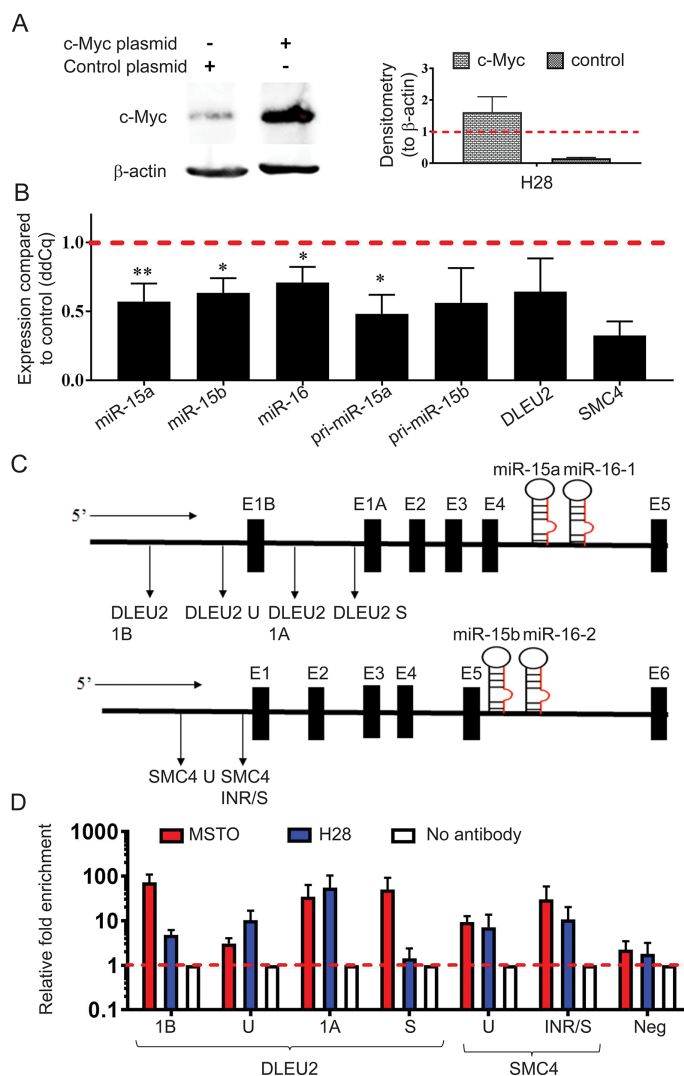 A
c-Myc plasmid - +
Control plasmid + -
c-Myc
β-actin
Densitometry
(to β-actin)
3
2
1
0
c-Myc control
H28
B
Expression compared
to control (ddCq)
1.0
0.5
0.0
** * * *
miR-15a miR-15b miR-16 pri-miR-15a pri-miR-15b DLEU2 SMC4
C
miR-15a miR-16-1
5’ E1B E1A E2 E3 E4 E5
DLEU2 DLEU2 U DLEU2 DLEU2 S
1B 1A
miR-15b miR-16-2
5’ E1 E2 E3 E4 E5 E6
SMC4 U SMC4
INR/S
D
Relative fold enrichment
1000
100
10
1
0.1
MSTO H28 No antibody
1B U 1A S U INR/S Neg
DLEU2 SMC4